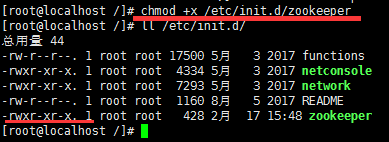 [root@localhost /]# chmod +x /etc/init.d/zookeeper
[root@localhost /]# ll /etc/init.d/
总用量 44
-rw-r--r--. 1 root root 17500 5月   3 2017 functions
-rwxr-xr-x. 1 root root  4334 5月   3 2017 netconsole
-rwxr-xr-x. 1 root root  7293 5月   3 2017 network
-rw-r--r--. 1 root root  1160 8月   5 2017 README
-rwxr-xr-x. 1 root root   428 2月  17 15:48 zookeeper
[root@localhost /]#